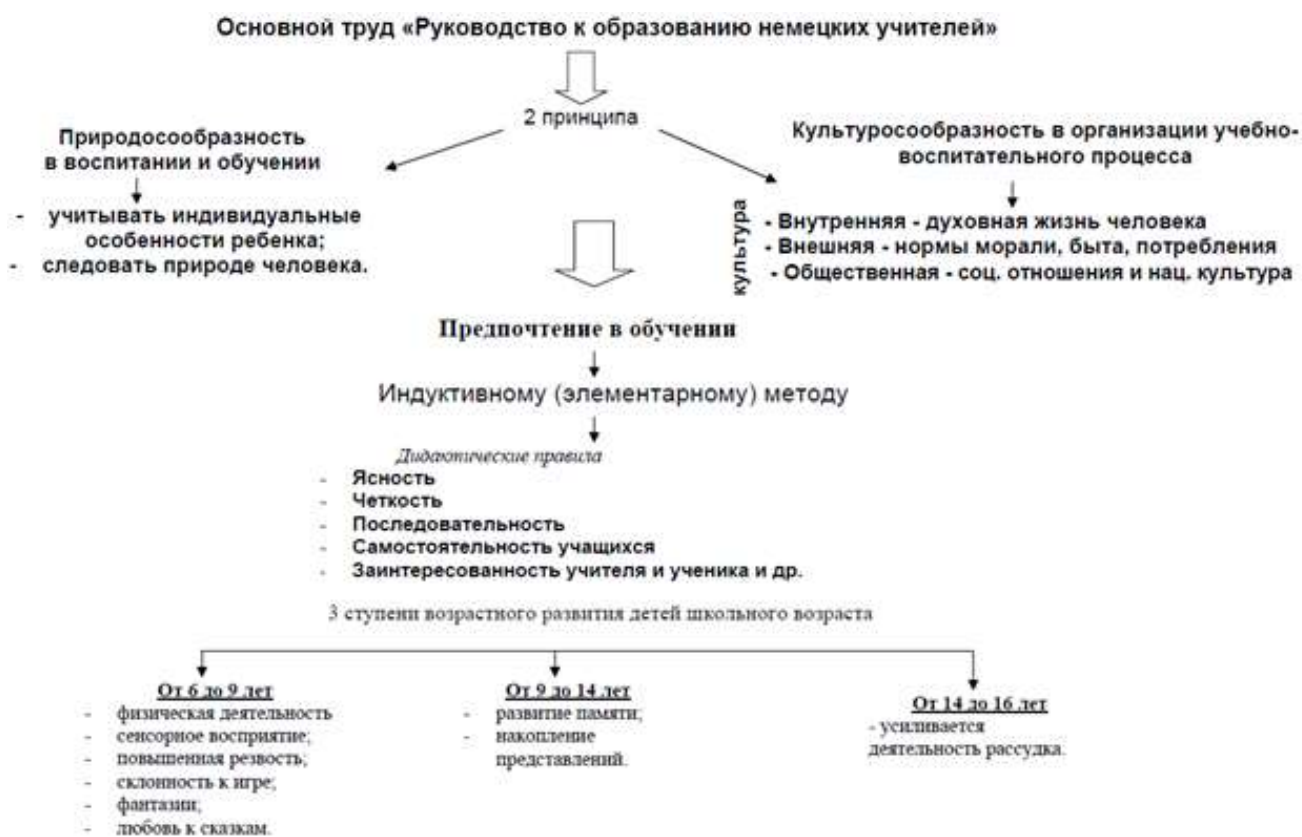 Основной труд «Руководство к образованию немецких учителей»
2 принципа
Природосообразность
в воспитании и обучении
- учитывать индивидуальные
особенности ребенка;
- следовать природе человека.
Культуросообразность в организации учебно-
воспитательного процесса
культура
- Внутренняя - духовная жизнь человека
- Внешняя - нормы морали, быта, потребления
- Общественная - соц. отношения и нац. культура
Предпочтение в обучении
Индуктивному (элементарному) методу
Дидактические правила
- Ясность
- Четкость
- Последовательность
- Самостоятельность учащихся
- Заинтересованность учителя и ученика и др.
3 ступени возрастного развития детей школьного возраста
От 6 до 9 лет
- физическая деятельность
- сенсорное восприятие;
- повышенная резвость;
- склонность к игре;
- фантазии;
- любовь к сказкам.
От 9 до 14 лет
- развитие памяти;
- накопление
представлений.
От 14 до 16 лет
- усиливается
деятельность рассудка.